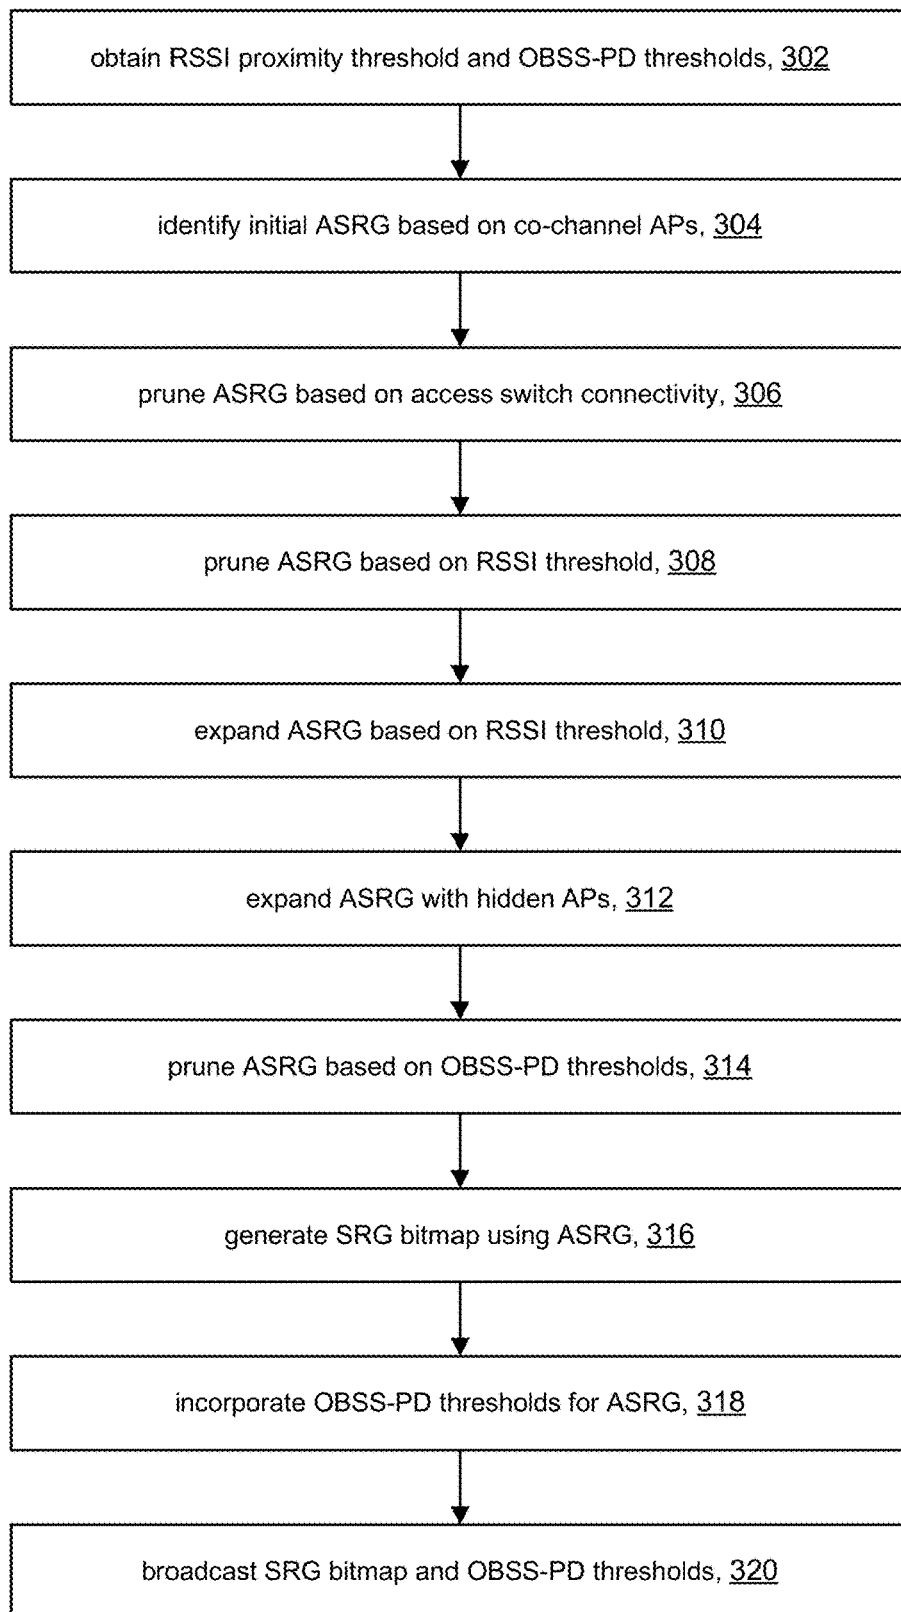 obtain RSSI proximity threshold and OBSS-PD thresholds, 302
identify initial ASRG based on co-channel APs, 304
prune ASRG based on access switch connectivity, 306
prune ASRG based on RSSI threshold, 308
expand ASRG based on RSSI threshold, 310
expand ASRG with hidden APs, 312
prune ASRG based on OBSS-PD thresholds, 314
generate SRG bitmap using ASRG, 316
incorporate OBSS-PD thresholds for ASRG, 318
broadcast SRG bitmap and OBSS-PD thresholds, 320